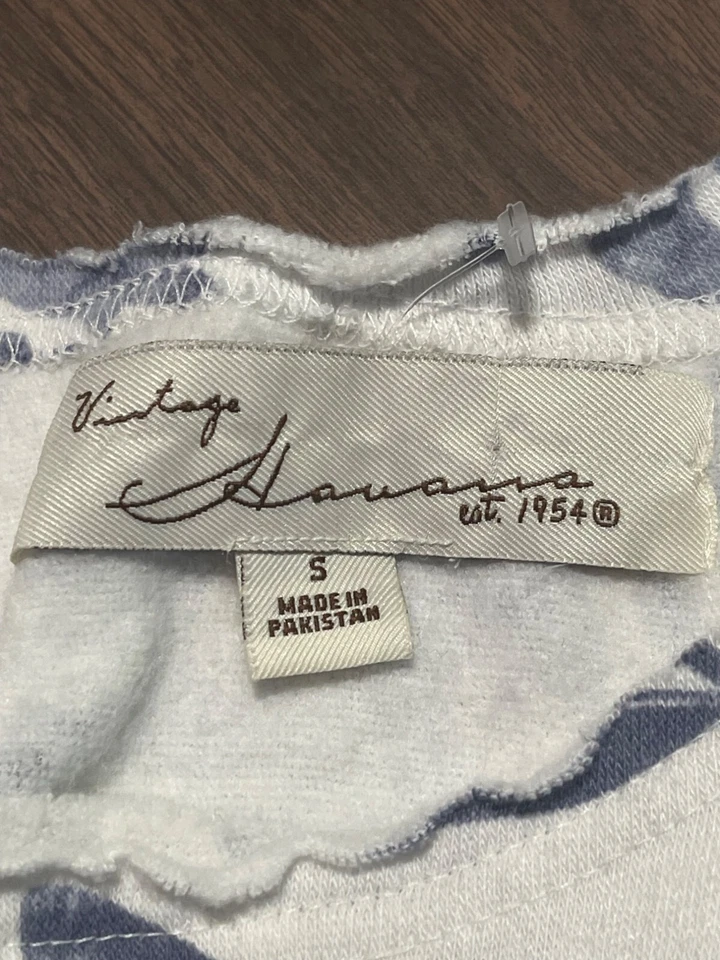 Vintage
Havana
est. 1954®
S
MADE IN
PAKISTAN